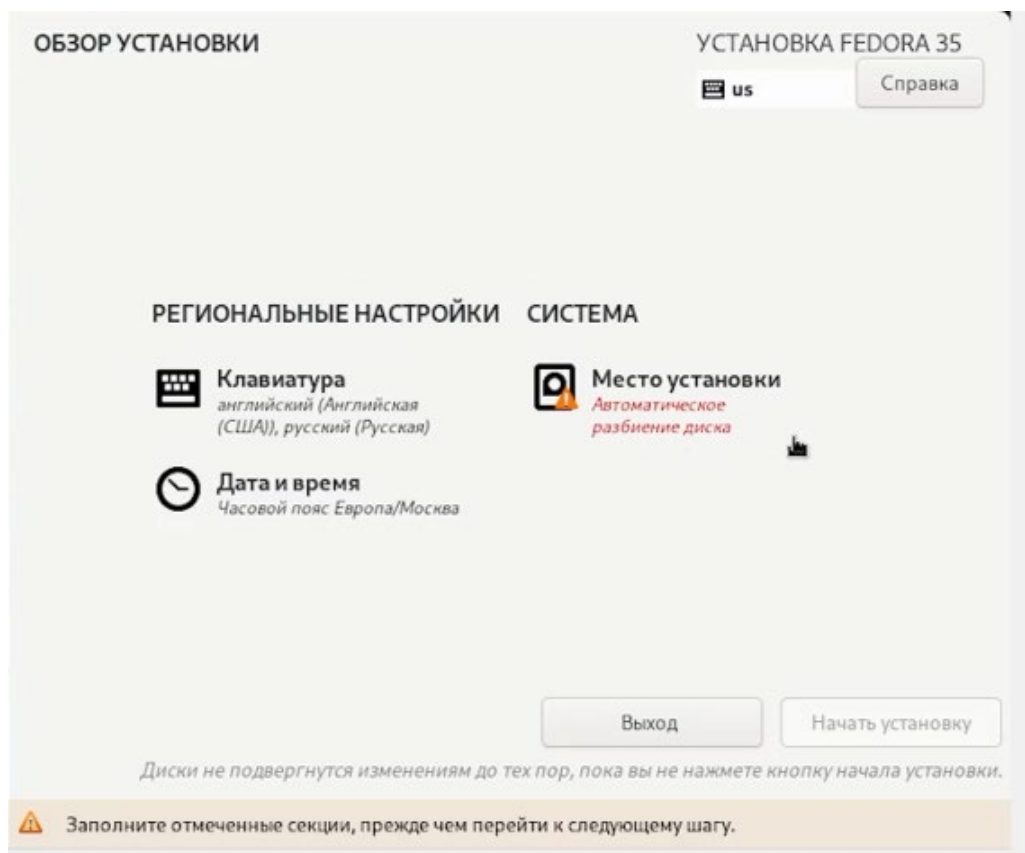 ОБЗОР УСТАНОВКИ
УСТАНОВКА FEDORA 35
us
Справка
РЕГИОНАЛЬНЫЕ НАСТРОЙКИ
СИСТЕМА
Клавиатура
английский (Английская
(США)), русский (Русская)
Место установки
Автоматическое
разбиение диска
Дата и время
Часовой пояс Европа/Москва
Выход
Начать установку
Диски не подвергнутся изменениям до тех пор, пока вы не нажмете кнопку начала установки.
Заполните отмеченные секции, прежде чем перейти к следующему шагу.